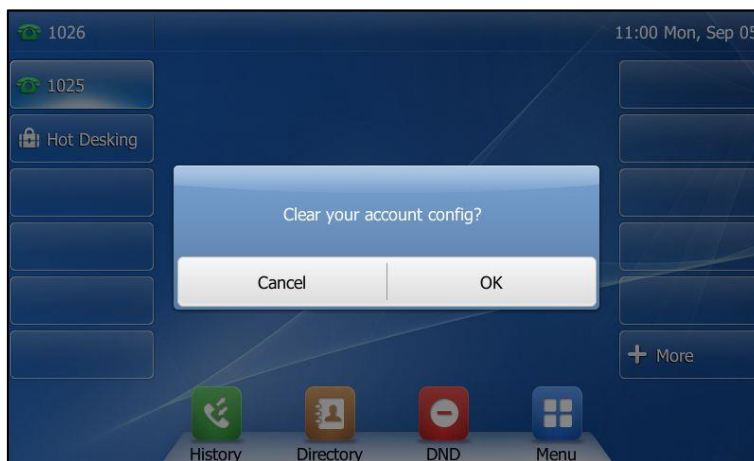 1026
11:00 Mon, Sep 05
1025
Hot Desking
Clear your account config?
Cancel OK
More
History Directory DND Menu